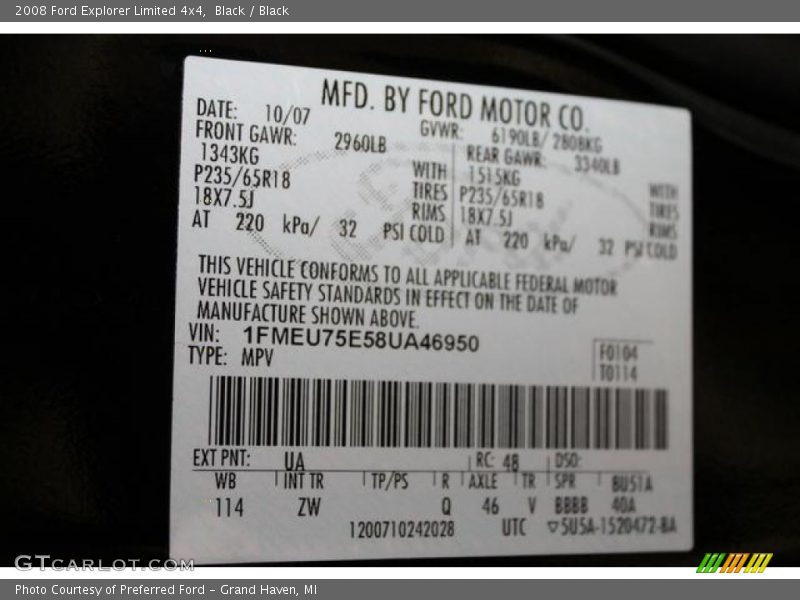 2008 Ford Explorer Limited 4x4, Black / Black
MFD. BY FORD MOTOR CO.
DATE: 10/07 GVWR: 6190LB/ 2808KG
FRONT GAWR: 2960LB REAR GAWR: 3340LB
1343KG WITH 1515KG WITH
P235/65R18 TIRES P235/65R18 TIRES
18X7.5J RIMS 18X7.5J RIMS
AT 220 kPa/ 32 PSI COLD AT 220 kPa/ 32 PSI COLD
THIS VEHICLE CONFORMS TO ALL APPLICABLE FEDERAL MOTOR
VEHICLE SAFETY STANDARDS IN EFFECT ON THE DATE OF
MANUFACTURE SHOWN ABOVE.
VIN: 1FMEU75E58UA46950
TYPE: MPV
F0104
T0114
EXT PNT: UA RC: 48 DSO:
WB INT TR TP/PS R AXLE TR SPR BU51A
114 ZW Q 46 V BBBB 40A
1200710242028 UTC ▽5U5A-1520472-BA
GTcarlot.com
Photo Courtesy of Preferred Ford – Grand Haven, MI